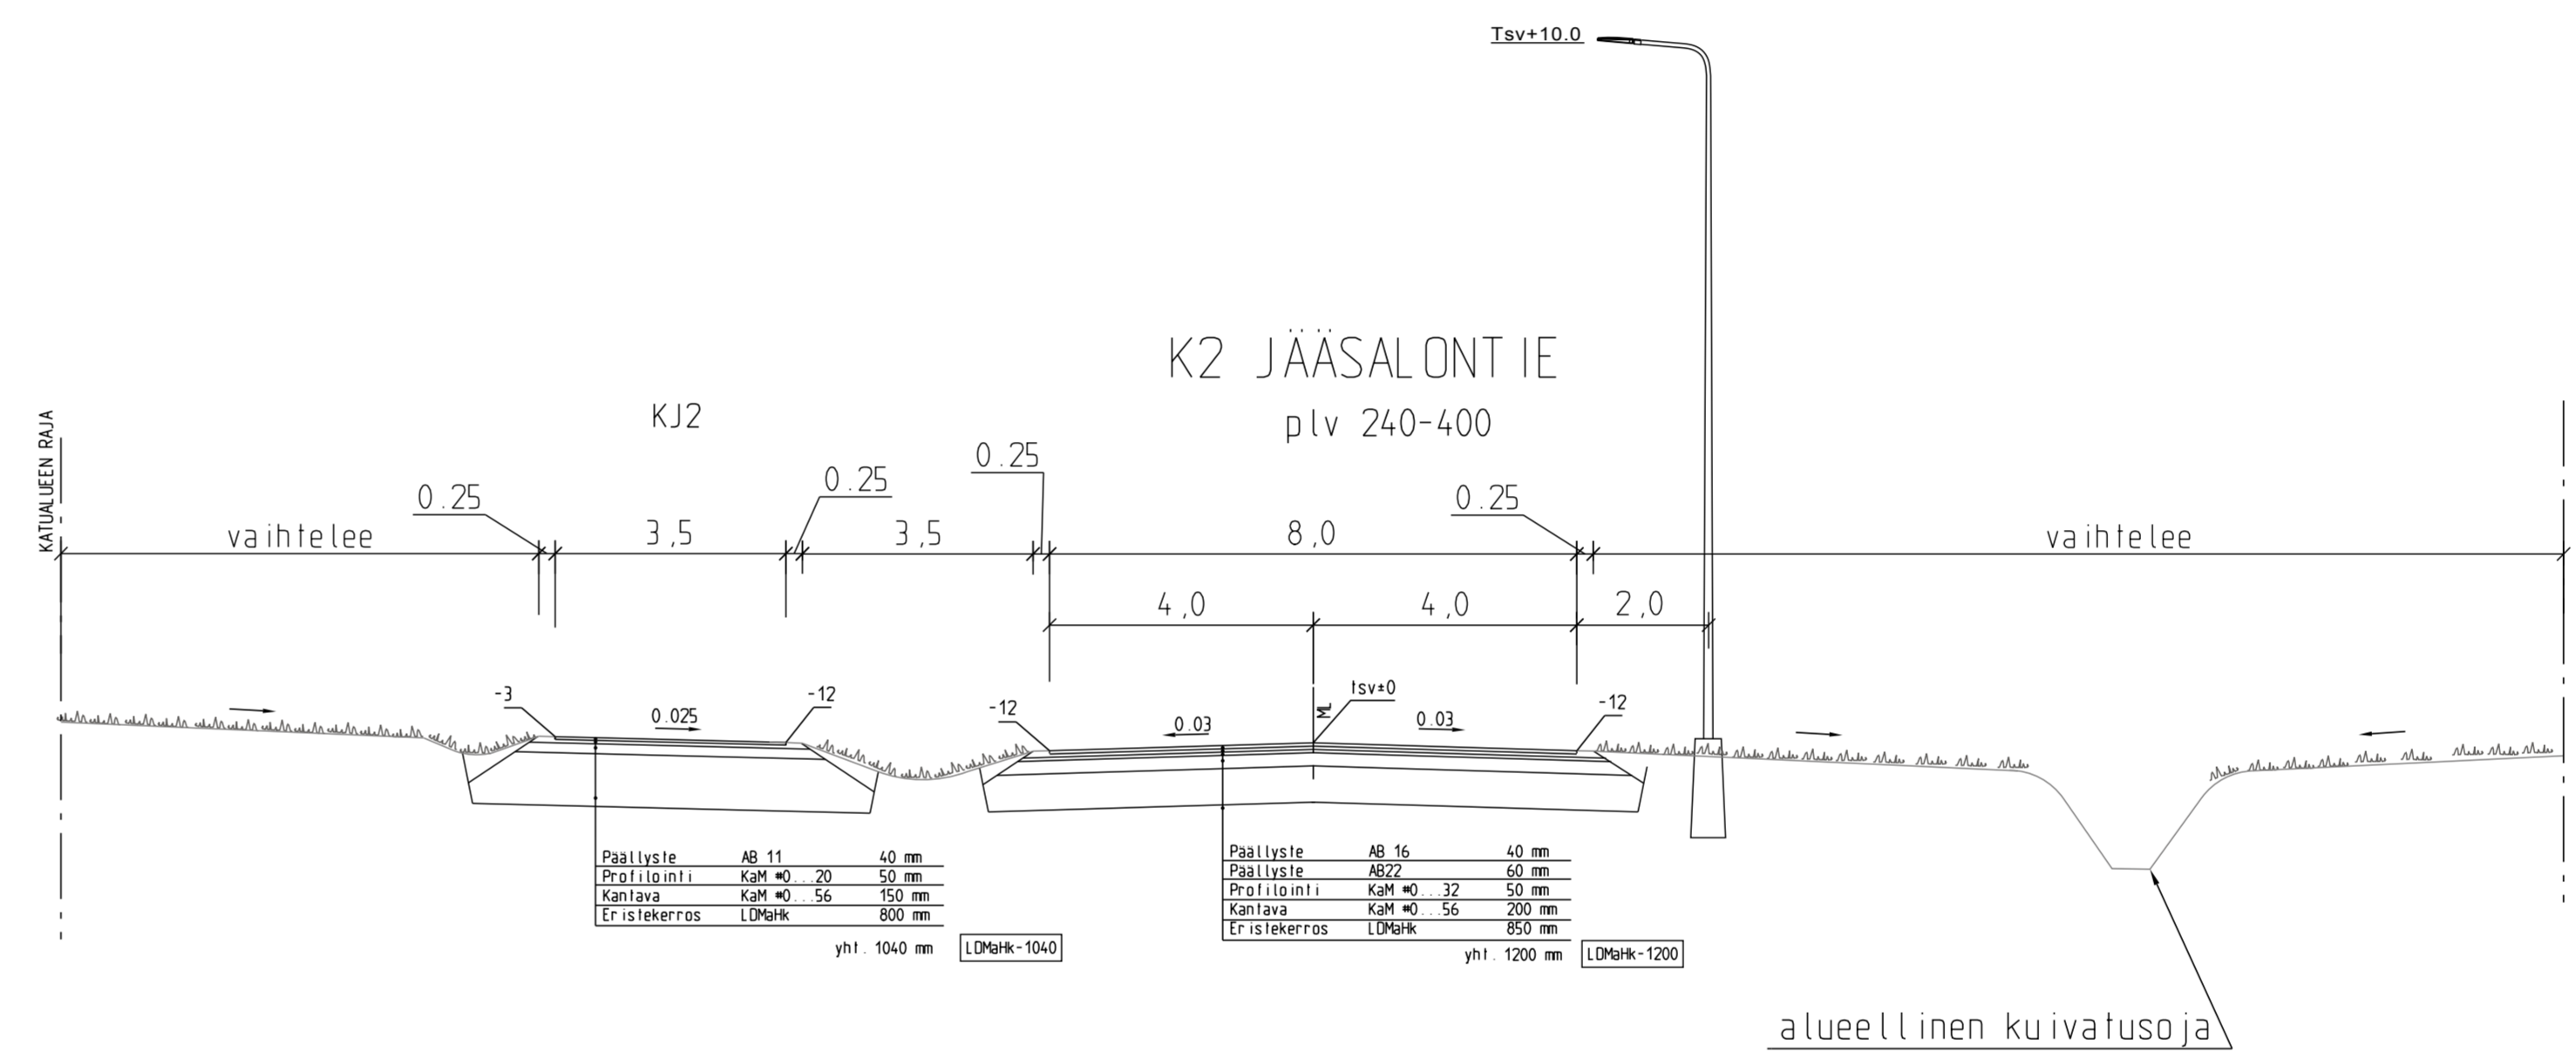 Tsv+10.0
K2 JÄÄSALONTIE
plv 240-400
KJ2
KATUALUEEN RAJA
vaihtelee
0.25
3,5
0.25
3,5
0.25
8,0
0.25
vaihtelee
4,0
4,0
2,0
-3
0.025
-12
-12
0.03
ML
tsv±0
0.03
-12
Päällyste AB 11 40 mm
Profilointi KaM #0...20 50 mm
Kantava KaM #0...56 150 mm
Eristekerros LDMaHk 800 mm
yht. 1040 mm LDMaHk-1040
Päällyste AB 16 40 mm
Päällyste AB22 60 mm
Profilointi KaM #0...32 50 mm
Kantava KaM #0...56 200 mm
Eristekerros LDMaHk 850 mm
yht. 1200 mm LDMaHk-1200
alueellinen kuivatusoja